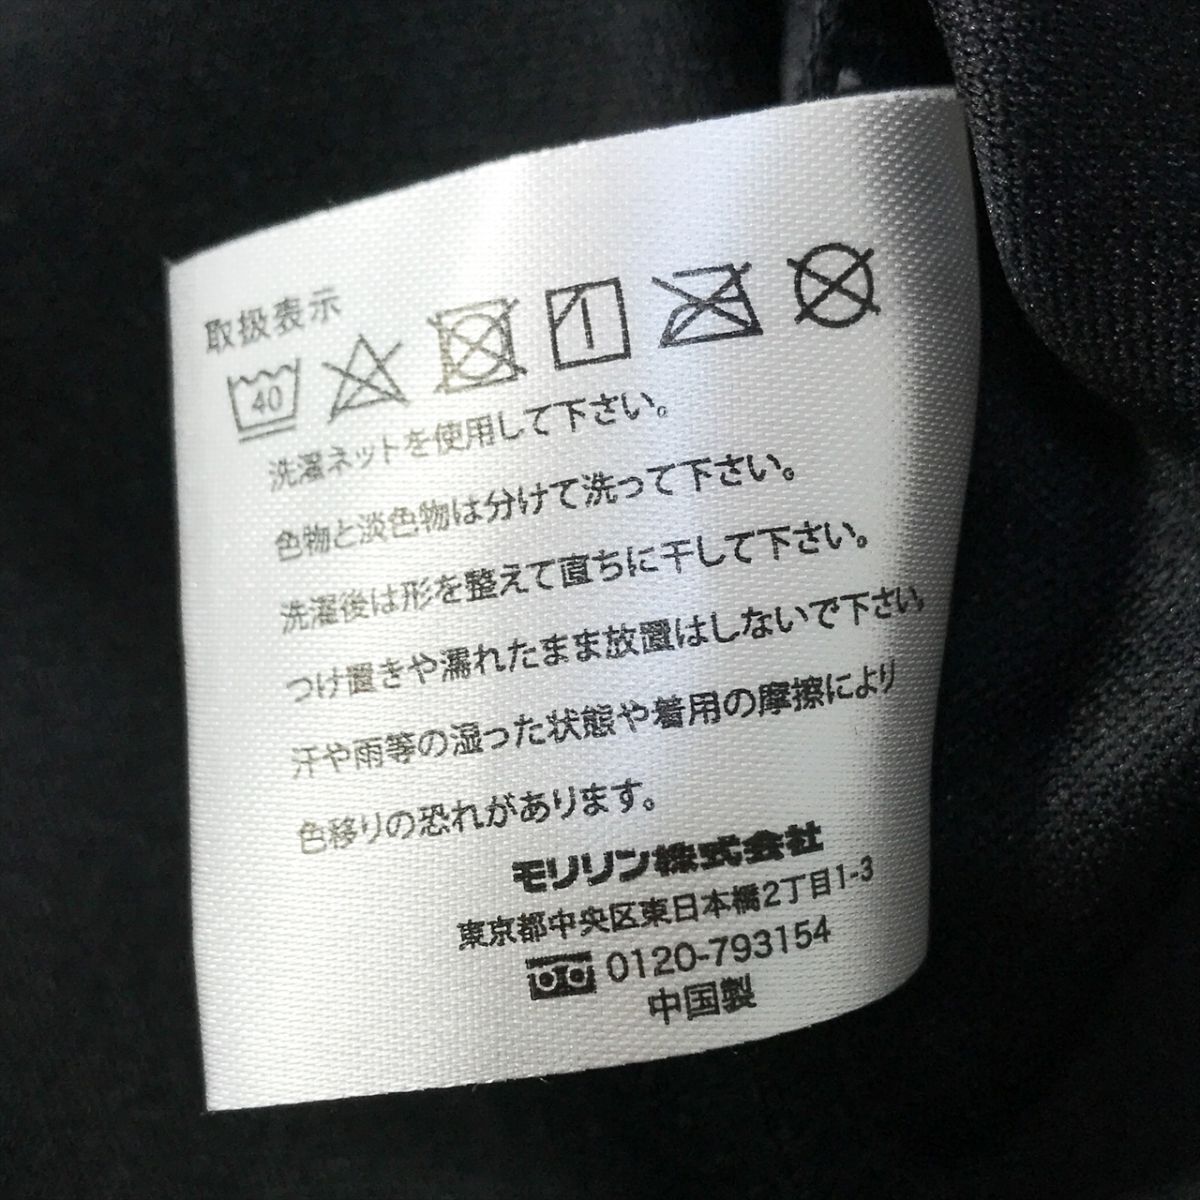 取扱表示
40
洗濯ネットを使用して下さい。
色物と淡色物は分けて洗って下さい。
洗濯後は形を整えて直ちに干して下さい。
つけ置きや濡れたまま放置はしないで下さい。
汗や雨等の湿った状態や着用の摩擦により
色移りの恐れがあります。
モリリン株式会社
東京都中央区東日本橋2丁目1-3
0120-793154
中国製